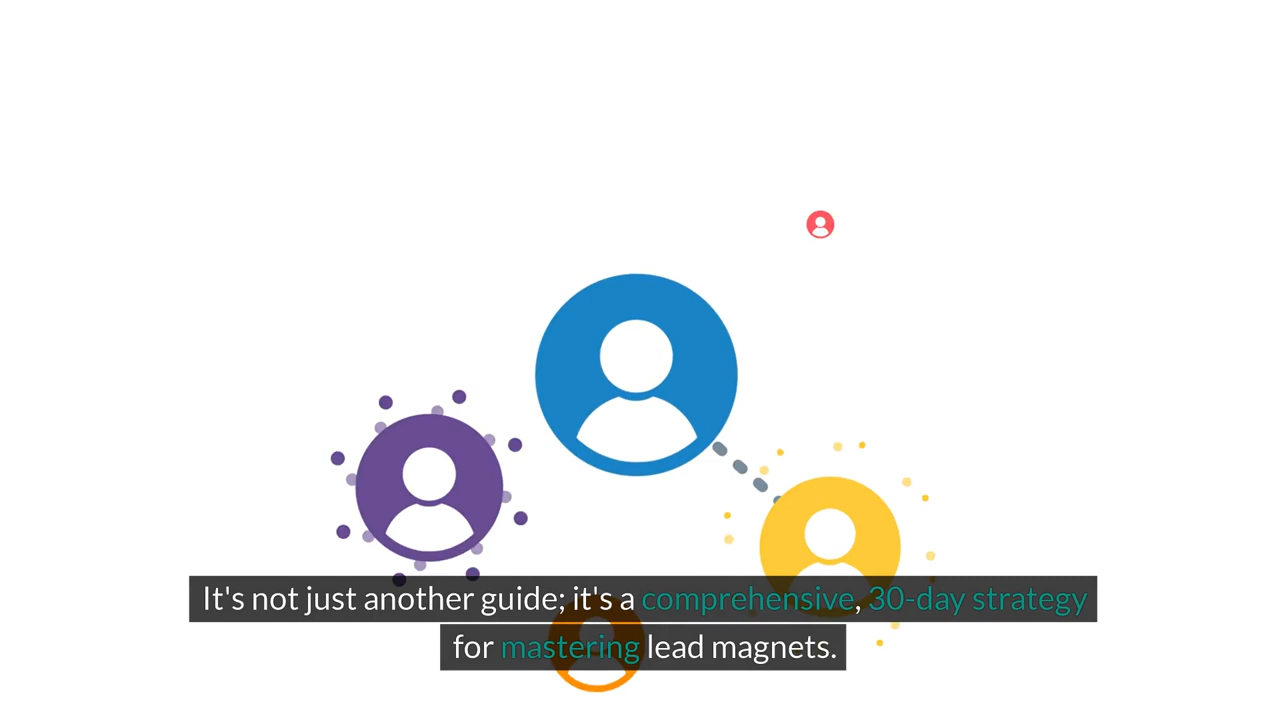 It's not just another guide; it's a comprehensive, 30-day strategy
for mastering lead magnets.